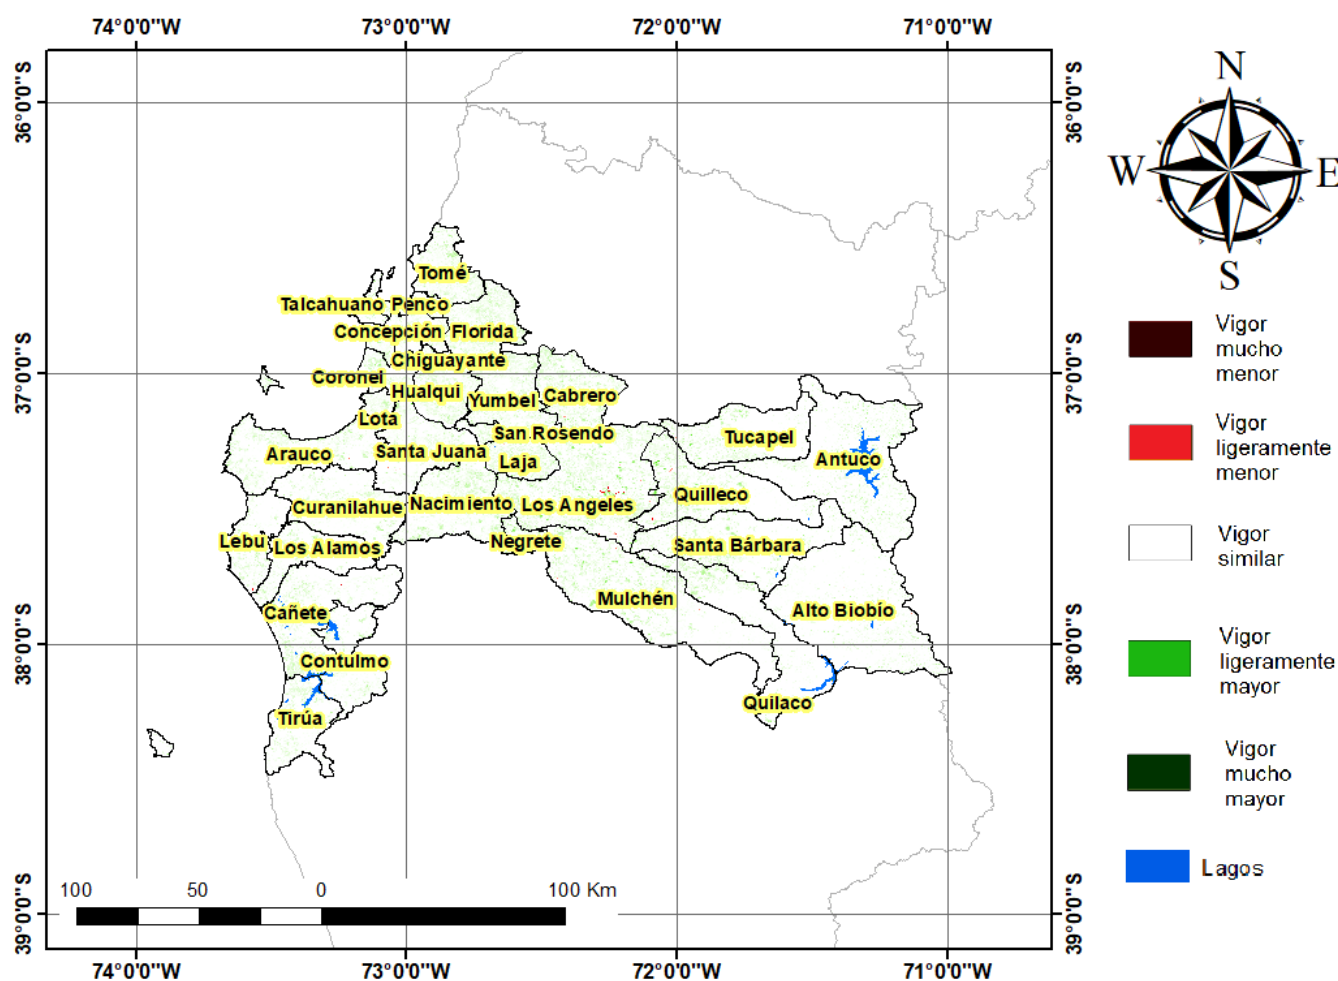 74°0'0"W 73°0'0"W 72°0'0"W 71°0'0"W
36°0'0"S 36°0'0"S
N
W E
S
Tomé
Talcahuano Penco
Concepción Florida
Chiguayante
Coronel
Hualqui
Yumbel Cabrero
Lota
San Rosendo
Tucapel
Arauco
Santa Juana
Laja
Antuco
Quilleco
Curanilahue
Nacimiento
Los Angeles
Lebu
Los Alamos
Negrete
Santa Bárbara
Mulchén
Alto Biobío
Cañete
Contulmo
Quilaco
Tirúa
37°0'0"S 37°0'0"S
38°0'0"S 38°0'0"S
39°0'0"S 39°0'0"S
100 50 0 100 Km
74°0'0"W 73°0'0"W 72°0'0"W 71°0'0"W
Vigor
mucho
menor
Vigor
ligeramente
menor
Vigor
similar
Vigor
ligeramente
mayor
Vigor
mucho
mayor
Lagos